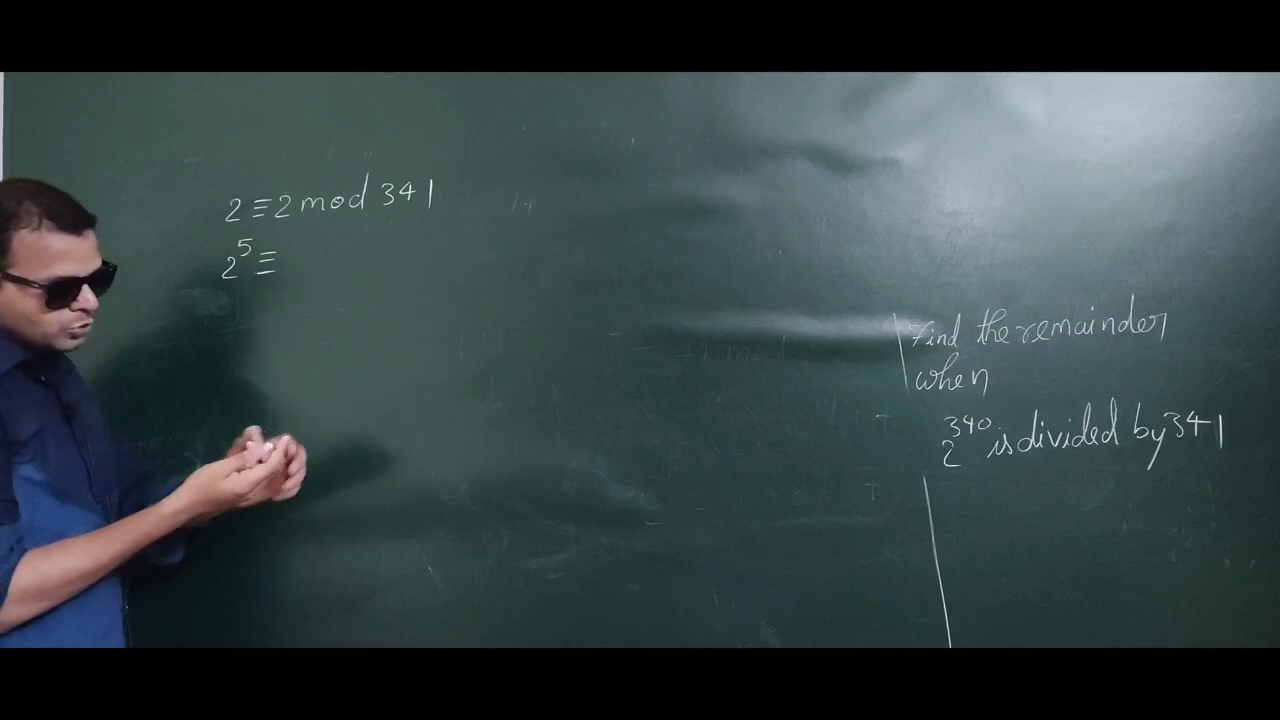 2 ≡ 2 mod 341
2⁵ ≡
Find the remainder
when
2³⁴⁰ is divided by 341